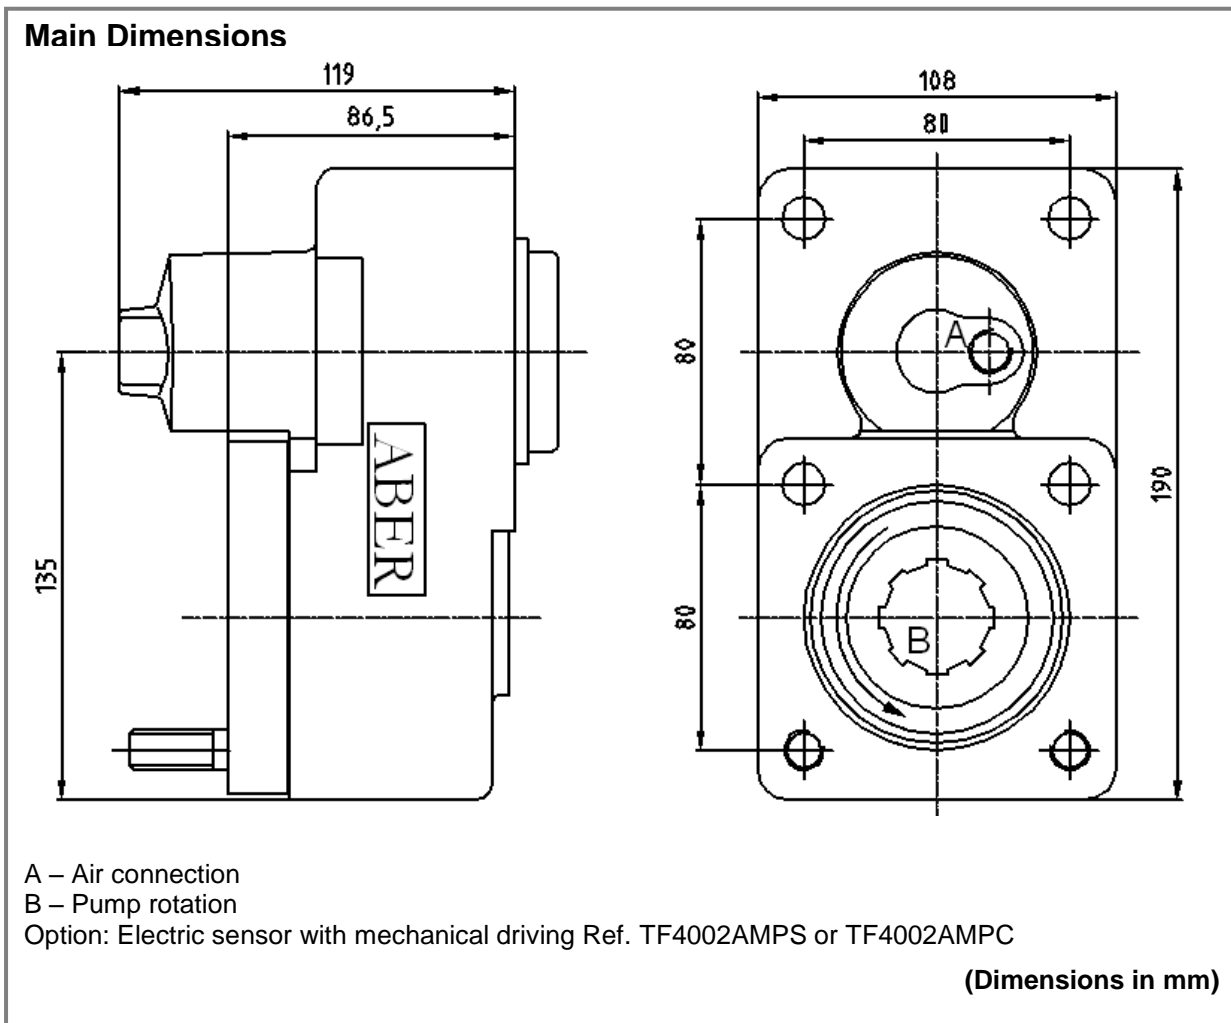 Main Dimensions
119
86,5
135
ABER
108
80
80
80
190
A
B
A – Air connection
B – Pump rotation
Option: Electric sensor with mechanical driving Ref. TF4002AMPS or TF4002AMPC
(Dimensions in mm)